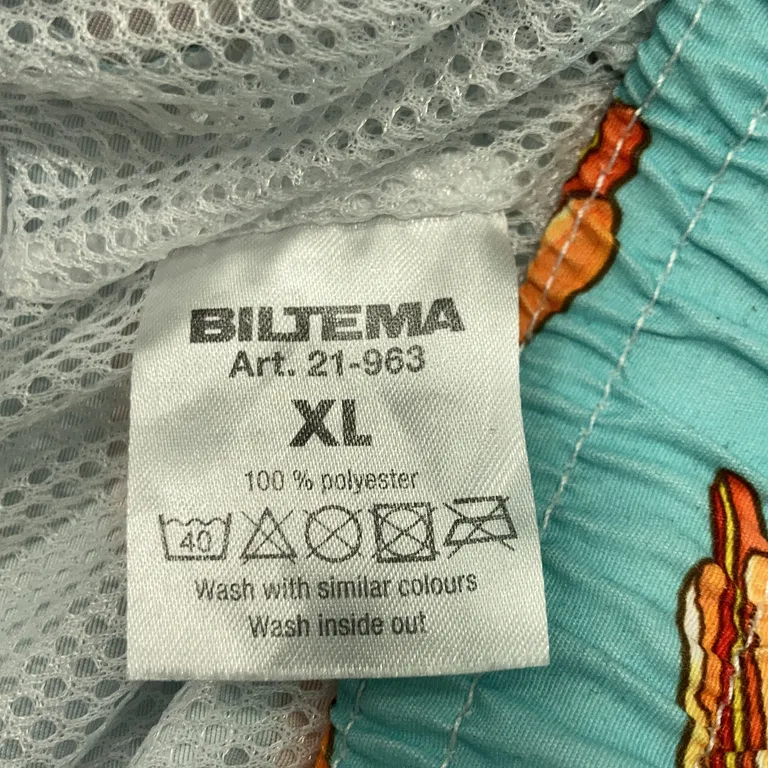 BILTEMA
Art. 21-963
XL
100 % polyester
40
Wash with similar colours
Wash inside out